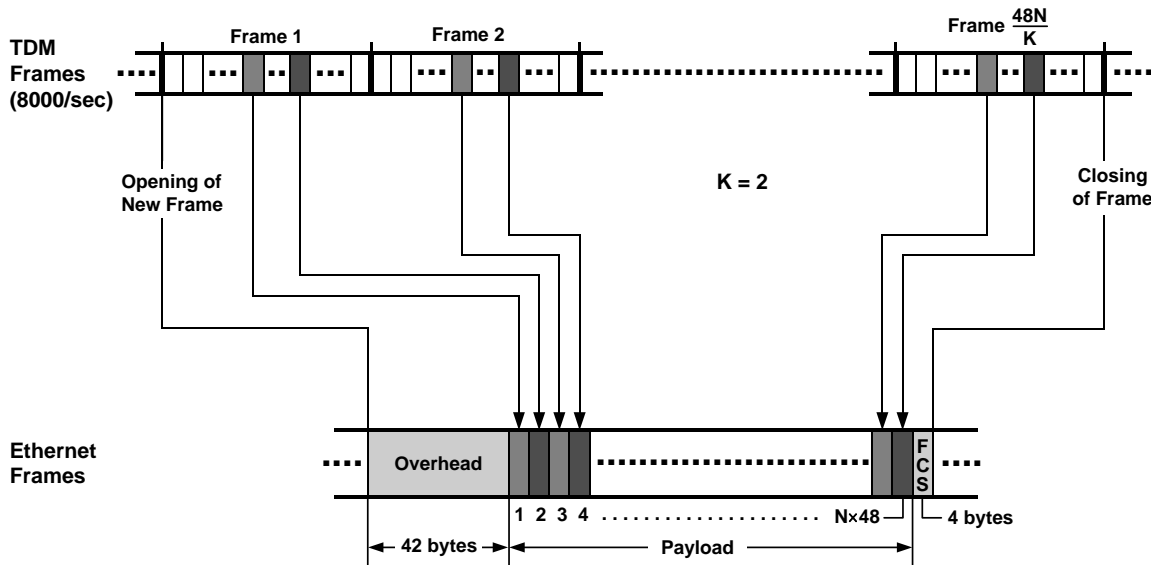 TDM
Frames
(8000/sec)
Frame 1
Frame 2
Frame 48N
K
Opening of
New Frame
K = 2
Closing
of Frame
Ethernet
Frames
Overhead
F
C
S
1 2 3 4
N×48
4 bytes
42 bytes
Payload